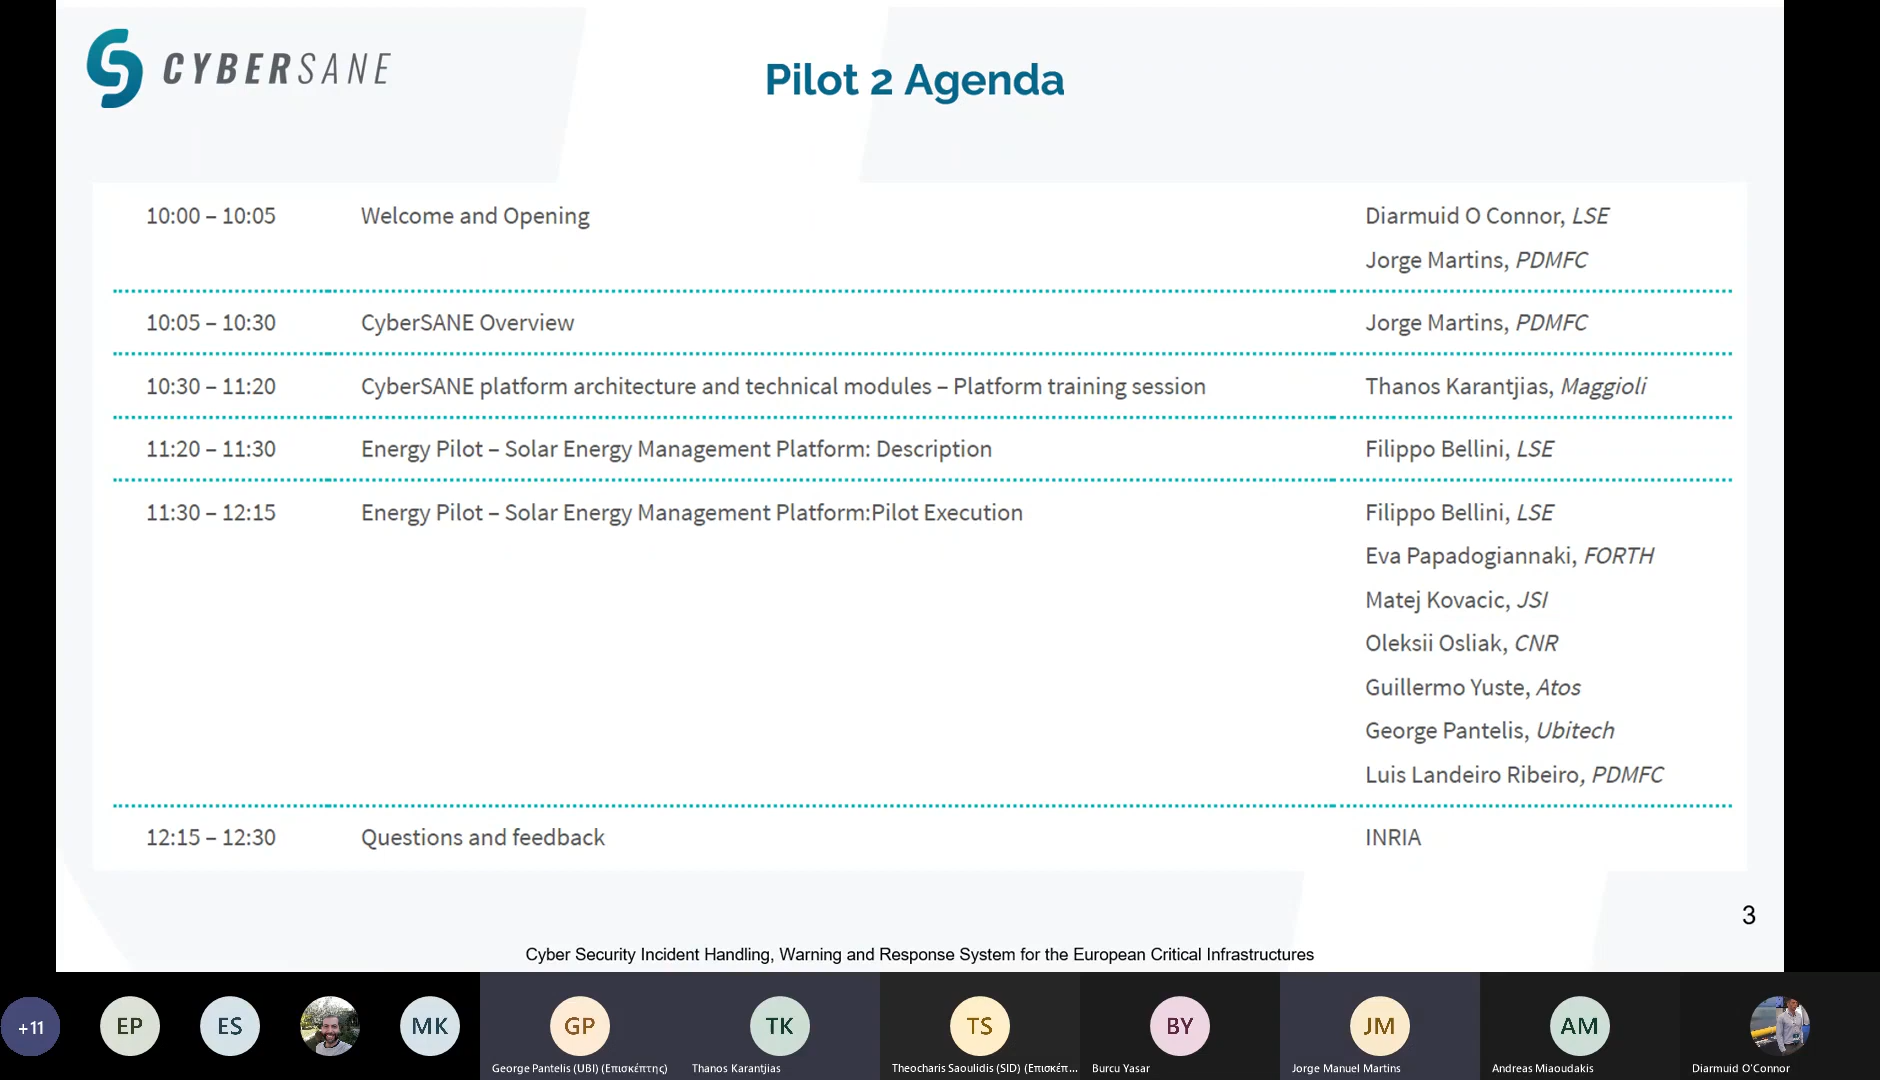 CYBERSANE
Pilot 2 Agenda
10:00 – 10:05 Welcome and Opening Diarmuid O Connor, LSE
Jorge Martins, PDMFC
10:05 – 10:30 CyberSANE Overview Jorge Martins, PDMFC
10:30 – 11:20 CyberSANE platform architecture and technical modules – Platform training session Thanos Karantjias, Maggioli
11:20 – 11:30 Energy Pilot – Solar Energy Management Platform: Description Filippo Bellini, LSE
11:30 – 12:15 Energy Pilot – Solar Energy Management Platform:Pilot Execution Filippo Bellini, LSE
Eva Papadogiannaki, FORTH
Matej Kovacic, JSI
Oleksii Osliak, CNR
Guillermo Yuste, Atos
George Pantelis, Ubitech
Luis Landeiro Ribeiro, PDMFC
12:15 – 12:30 Questions and feedback INRIA
3
Cyber Security Incident Handling, Warning and Response System for the European Critical Infrastructures
+11 EP ES MK GP TK TS BY JM AM
George Pantelis (UBI) (Επισκέπτης) Thanos Karantjias Theocharis Saoulidis (SID) (Επισκέπ... Burcu Yasar Jorge Manuel Martins Andreas Miaoudakis Diarmuid O'Connor